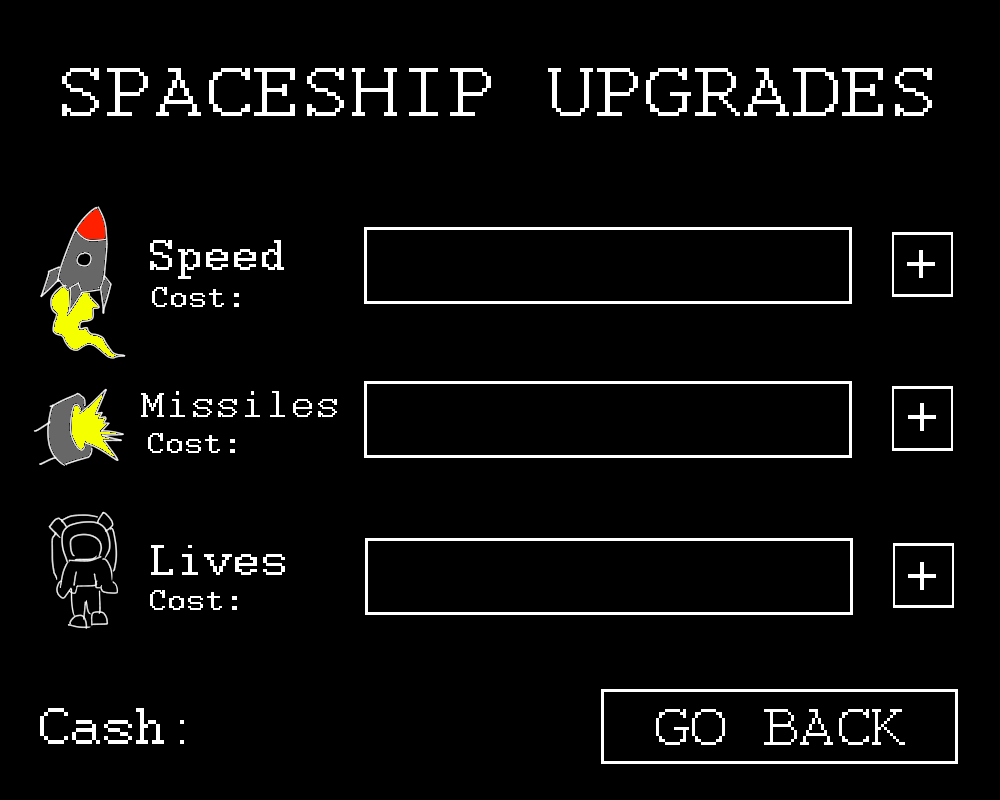 SPACESHIP UPGRADES
Speed
Cost:
+
Missiles
Cost:
+
Lives
Cost:
+
Cash:
GO BACK